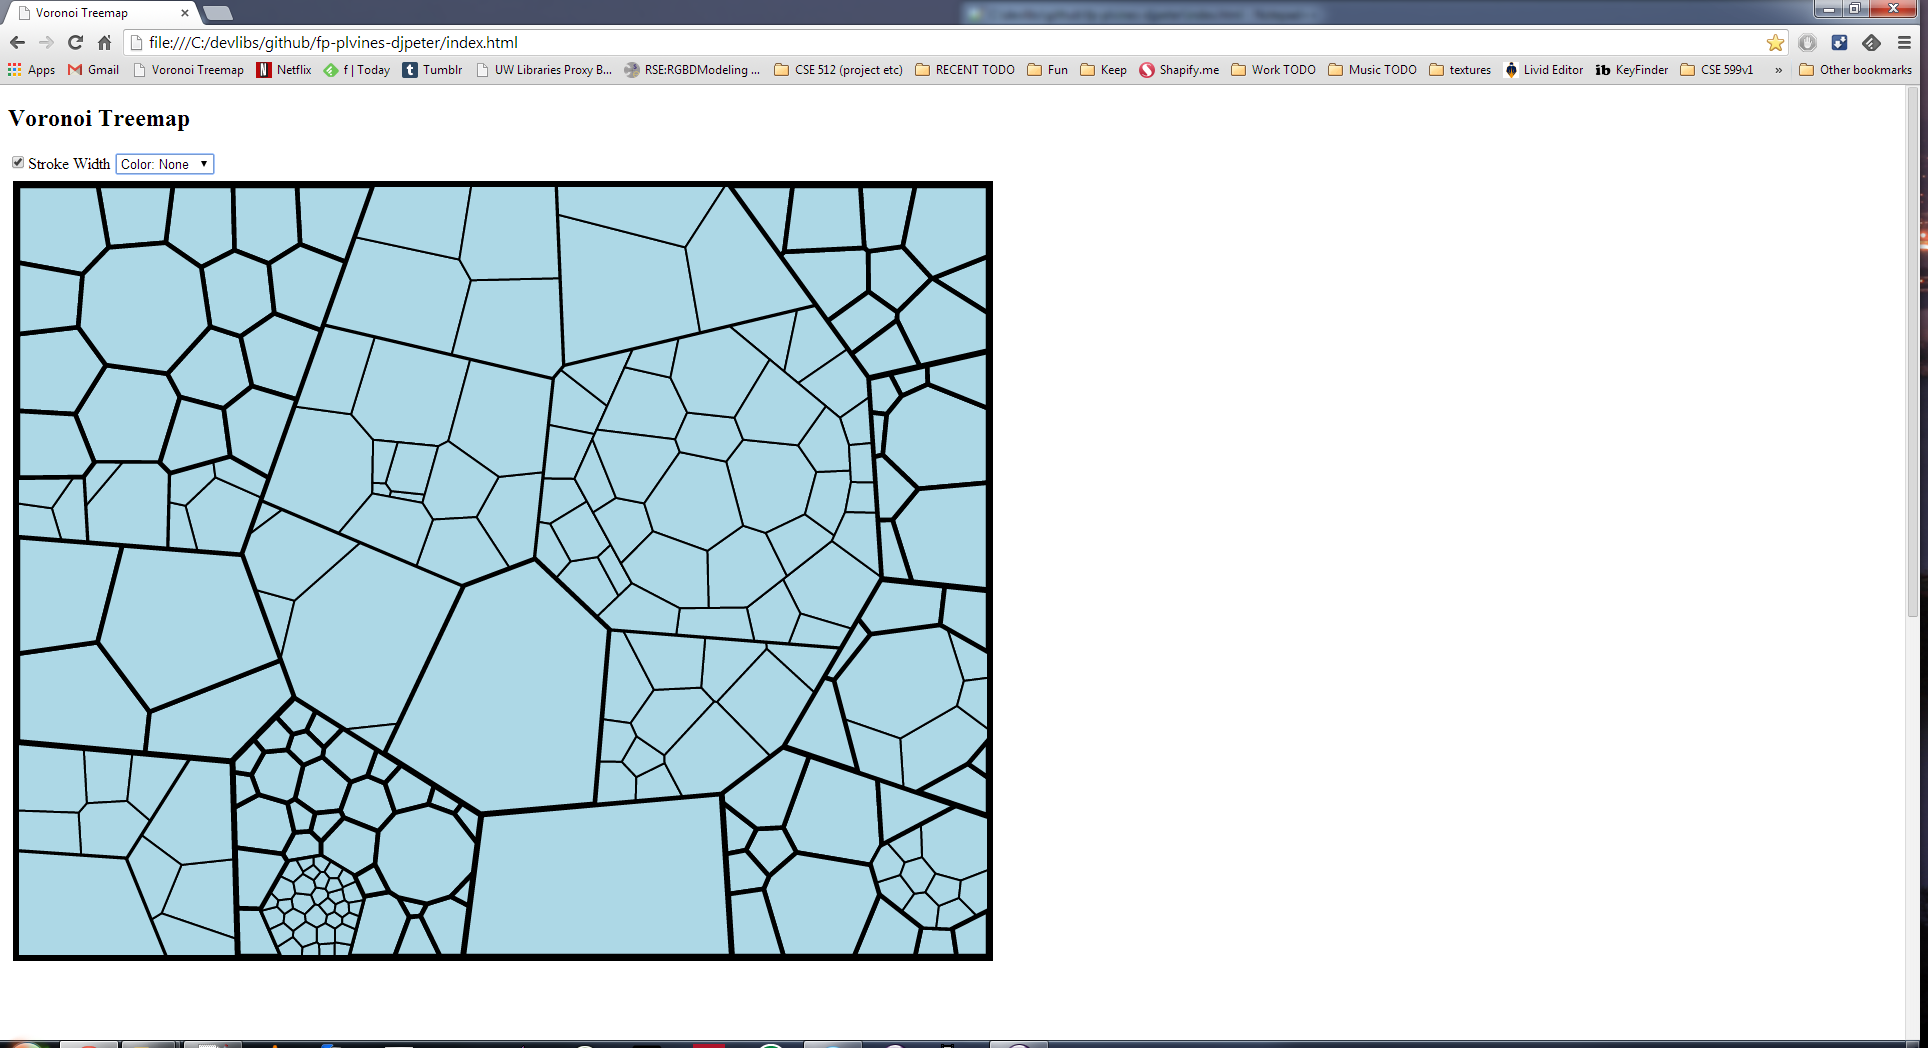 Voronoi Treemap
file:///C:/devlibs/github/fp-plvines-djpeter/index.html
Apps Gmail Voronoi Treemap Netflix f | Today Tumblr UW Libraries Proxy B... RSE:RGBDModeling ... CSE 512 (project etc) RECENT TODO Fun Keep Shapify.me Work TODO Music TODO textures Livid Editor KeyFinder CSE 599v1 » Other bookmarks
Voronoi Treemap
Stroke Width Color: None